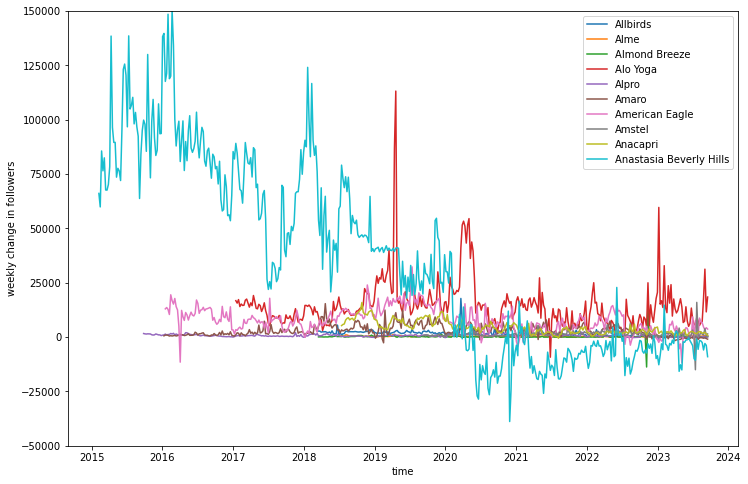 150000
125000
100000
75000
50000
25000
0
−25000
−50000
weekly change in followers
2015 2016 2017 2018 2019 2020 2021 2022 2023 2024
time
Allbirds
Alme
Almond Breeze
Alo Yoga
Alpro
Amaro
American Eagle
Amstel
Anacapri
Anastasia Beverly Hills